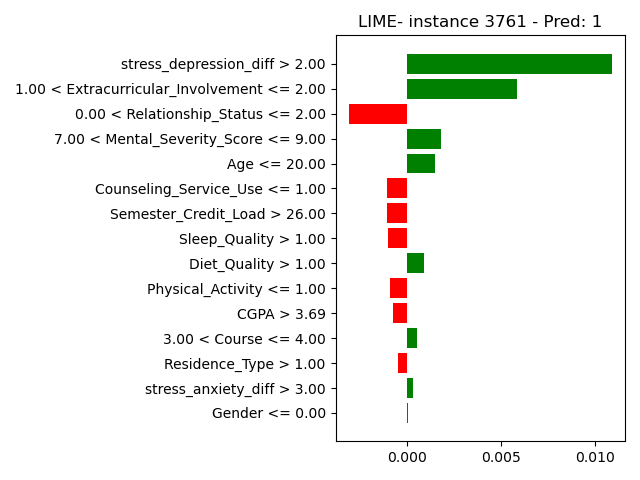 LIME- instance 3761 - Pred: 1
stress_depression_diff > 2.00
1.00 < Extracurricular_Involvement <= 2.00
0.00 < Relationship_Status <= 2.00
7.00 < Mental_Severity_Score <= 9.00
Age <= 20.00
Counseling_Service_Use <= 1.00
Semester_Credit_Load > 26.00
Sleep_Quality > 1.00
Diet_Quality > 1.00
Physical_Activity <= 1.00
CGPA > 3.69
3.00 < Course <= 4.00
Residence_Type > 1.00
stress_anxiety_diff > 3.00
Gender <= 0.00
0.000 0.005 0.010